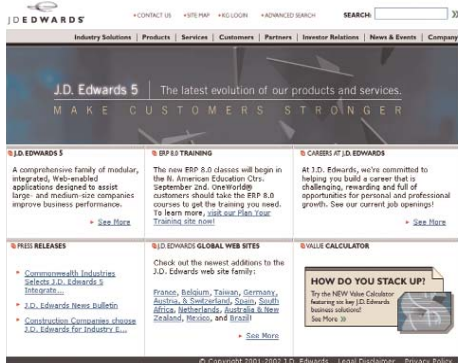 JDEDWARDS
CONTACT US SITE MAP KG LOGIN ADVANCED SEARCH SEARCH:
Industry Solutions | Products | Services | Customers | Partners | Investor Relations | News & Events | Company
J.D. Edwards 5 | The latest evolution of our products and services.
MAKE CUSTOMERS STRONGER
J.D. EDWARDS 5
A comprehensive family of modular,
integrated, Web-enabled
applications designed to assist
large- and medium-size companies
improve business performance.
See More
ERP 8.0 TRAINING
The new ERP 8.0 classes will begin in
the N. American Education Ctrs.
September 2nd. OneWorld®
customers should take the ERP 8.0
courses to get the training you need.
To learn more, visit our Plan Your
Training site now!
CAREERS AT J.D. EDWARDS
At J.D. Edwards, we're committed to
helping you build a career that is
challenging, rewarding and full of
opportunities for personal and professional
growth. See our current job openings!
See More
PRESS RELEASES
Commonwealth Industries
Selects J.D. Edwards 5
Integrate...
J.D. Edwards News Bulletin
Construction Companies choose
J.D. Edwards for Industry E...
J.D. EDWARDS GLOBAL WEB SITES
Check out the newest additions to the
J.D. Edwards web site family:
France, Belgium, Taiwan, Germany,
Austria, & Switzerland, Spain, South
Africa, Netherlands, Australia & New
Zealand, Mexico, and Brazil!
See More
VALUE CALCULATOR
HOW DO YOU STACK UP?
Try the NEW Value Calculator
featuring six key J.D. Edwards
business solutions!
See More
© Copyright 2001-2002 J.D. Edwards Legal Disclaimer Privacy Policy